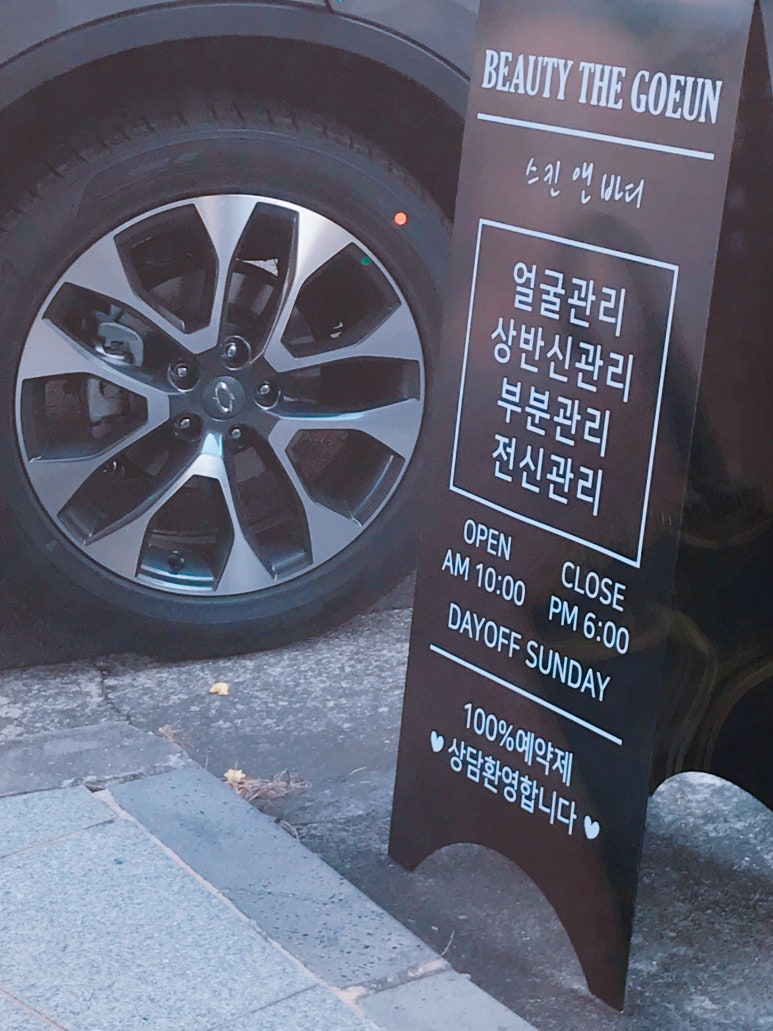 BEAUTY THE GOEUN
스킨 앤 바디
얼굴관리
상반신관리
부분관리
전신관리
OPEN
AM 10:00
CLOSE
PM 6:00
DAYOFF SUNDAY
100%예약제
♥ 상담환영합니다 ♥